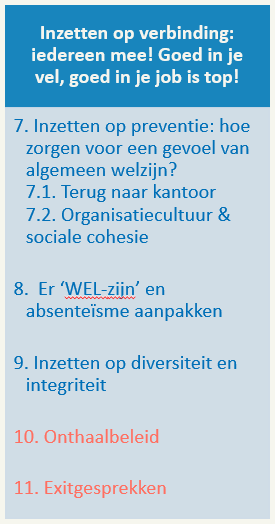 Inzetten op verbinding:
iedereen mee! Goed in je
vel, goed in je job is top!
7. Inzetten op preventie: hoe
zorgen voor een gevoel van
algemeen welzijn?
7.1. Terug naar kantoor
7.2. Organisatiecultuur &
sociale cohesie
8. Er ‘WEL-zijn’ en
absenteïsme aanpakken
9. Inzetten op diversiteit en
integriteit
10. Onthaalbeleid
11. Exitgesprekken